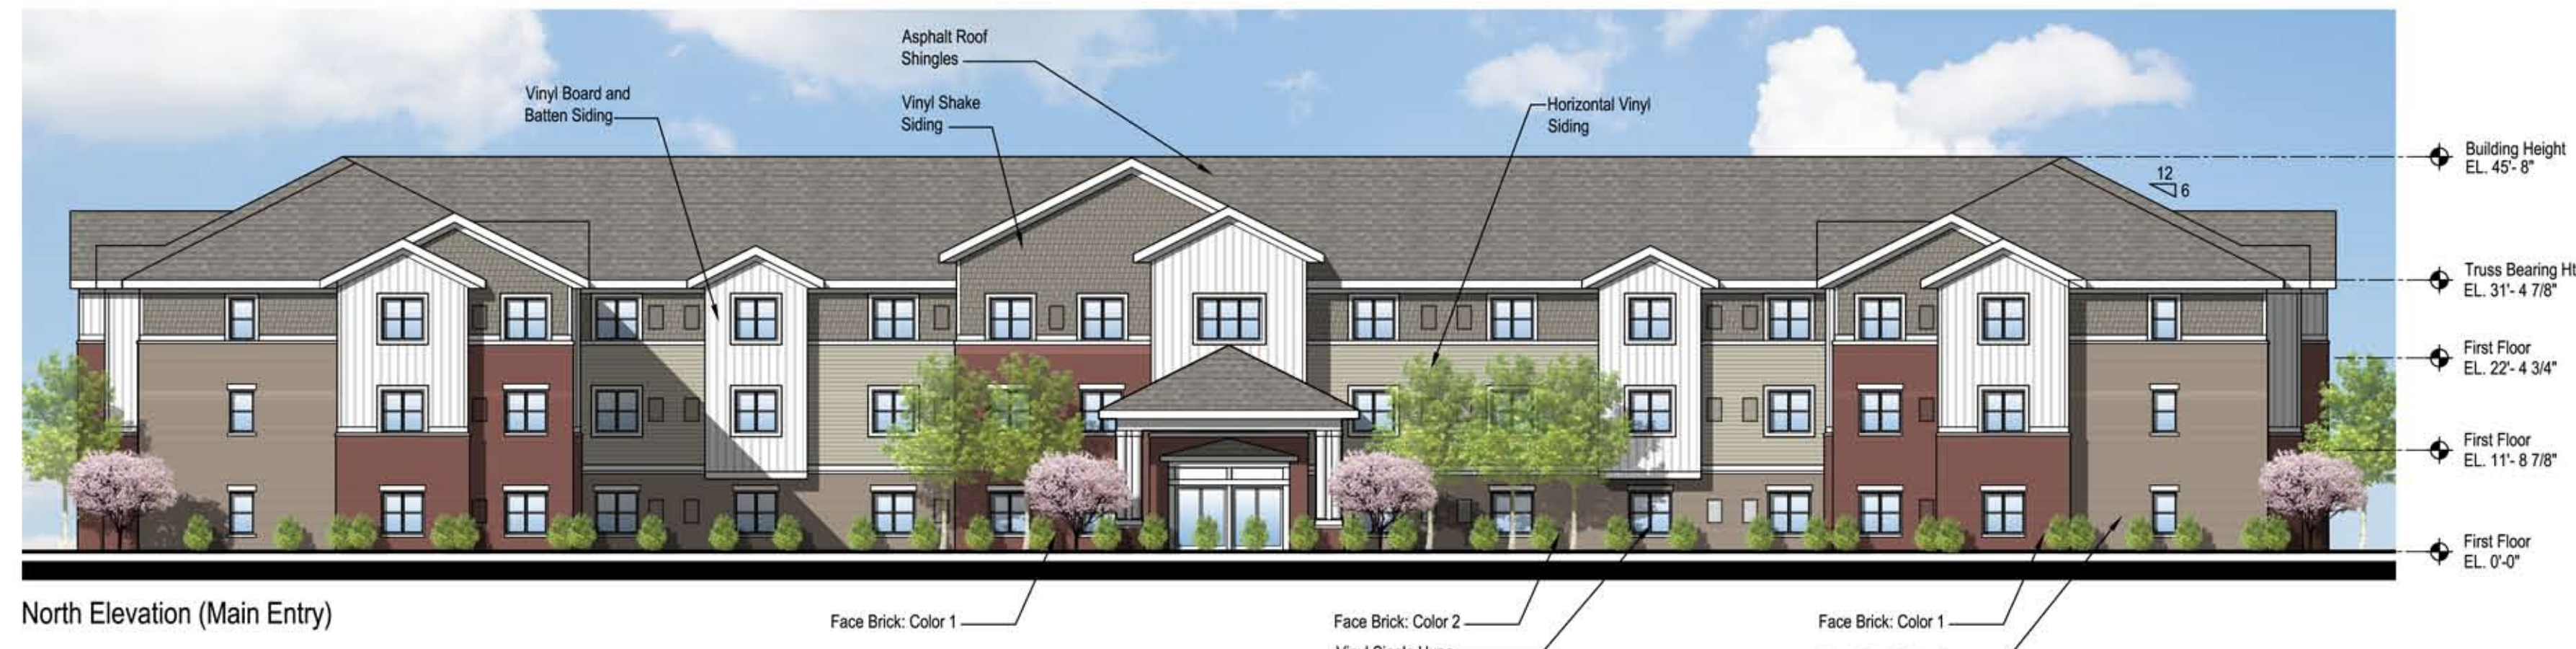 Asphalt Roof
Shingles
Vinyl Board and
Batten Siding
Vinyl Shake
Siding
Horizontal Vinyl
Siding
Building Height
EL. 45'- 8"
12
6
Truss Bearing Ht
EL. 31'- 4 7/8"
First Floor
EL. 22'- 4 3/4"
First Floor
EL. 11'- 8 7/8"
First Floor
EL. 0'-0"
North Elevation (Main Entry)
Face Brick: Color 1
Face Brick: Color 2
Face Brick: Color 1